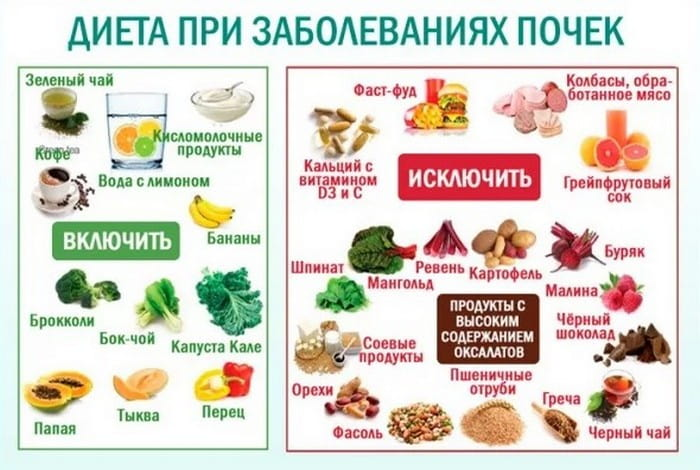 ДИЕТА ПРИ ЗАБОЛЕВАНИЯХ ПОЧЕК
Зеленый чай
Кофе
Вода с лимоном
Кисломолочные
продукты
ВКЛЮЧИТЬ
Бананы
Брокколи
Бок-чой
Капуста Кале
Папая
Тыква
Перец
Фаст-фуд
Колбасы, обра-
ботанное мясо
Кальций с
витамином
D3 и С
ИСКЛЮЧИТЬ
Грейпфрутовый
сок
Шпинат
Мангольд
Ревень
Картофель
Буряк
Малина
ПРОДУКТЫ С
ВЫСОКИМ
СОДЕРЖАНИЕМ
ОКСАЛАТОВ
Соевые
продукты
Чёрный
шоколад
Орехи
Фасоль
Пшеничные
отруби
Греча
Черный чай